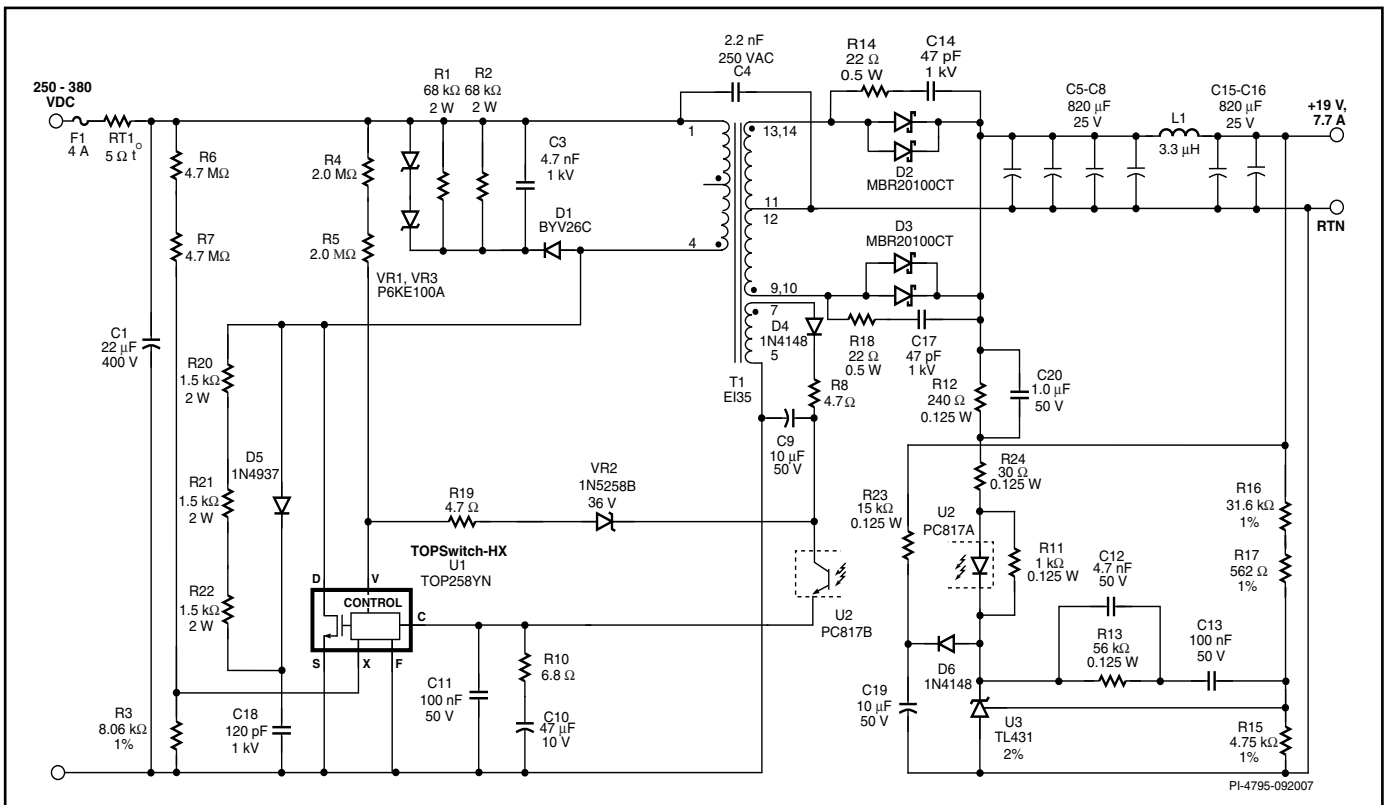 2.2 nF
250 VAC
C4
R14
22 Ω
0.5 W
C14
47 pF
1 kV
250 - 380
VDC
F1
4 A
RT1
5 Ω
t°
R1
68 kΩ
2 W
R2
68 kΩ
2 W
C3
4.7 nF
1 kV
D1
BYV26C
1
4
13,14
11
12
9,10
7
5
D2
MBR20100CT
C5-C8
820 µF
25 V
L1
3.3 µH
C15-C16
820 µF
25 V
+19 V,
7.7 A
RTN
R6
4.7 MΩ
R7
4.7 MΩ
R4
2.0 MΩ
R5
2.0 MΩ
VR1, VR3
P6KE100A
D3
MBR20100CT
D4
1N4148
T1
EI35
R18
22 Ω
0.5 W
C17
47 pF
1 kV
C1
22 µF
400 V
R20
1.5 kΩ
2 W
R8
4.7Ω
R12
240 Ω
0.125 W
C20
1.0 µF
50 V
C9
10 µF
50 V
D5
1N4937
R21
1.5 kΩ
2 W
R19
4.7 Ω
VR2
1N5258B
36 V
R24
30 Ω
0.125 W
R23
15 kΩ
0.125 W
U2
PC817A
R11
1 kΩ
0.125 W
R16
31.6 kΩ
1%
R17
562 Ω
1%
TOPSwitch-HX
U1
TOP258YN
D
V
CONTROL
C
S
X
F
R22
1.5 kΩ
2 W
U2
PC817B
C12
4.7 nF
50 V
R13
56 kΩ
0.125 W
C13
100 nF
50 V
R3
8.06 kΩ
1%
C18
120 pF
1 kV
C11
100 nF
50 V
R10
6.8 Ω
C10
47 µF
10 V
D6
1N4148
C19
10 µF
50 V
U3
TL431
2%
R15
4.75 kΩ
1%
PI-4795-092007